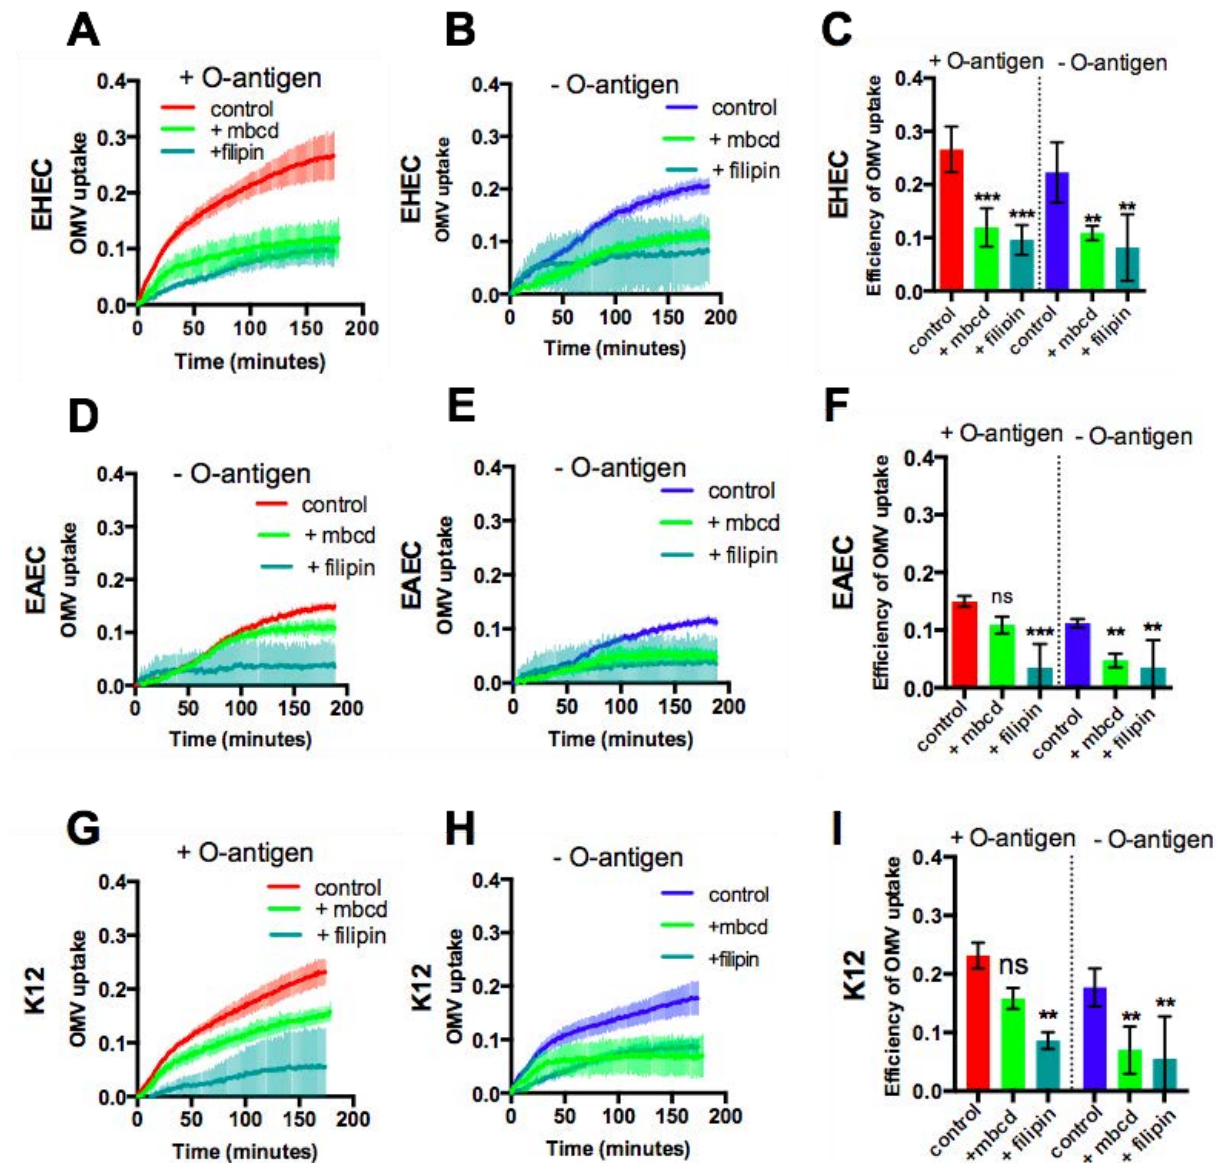 A
+ O-antigen
control
+ mbcd
+filipin
EHEC
OMV uptake
0.4
0.3
0.2
0.1
0.0
0
50
100
150
200
Time (minutes)
B
- O-antigen
control
+ mbcd
+ filipin
EHEC
OMV uptake
0.4
0.3
0.2
0.1
0.0
0
50
100
150
200
Time (minutes)
C
+ O-antigen
- O-antigen
EHEC
Efficiency of OMV uptake
0.4
0.3
0.2
0.1
0.0
***
***
**
**
control
+ mbcd
+ filipin
control
+ mbcd
+ filipin
D
- O-antigen
control
+ mbcd
+ filipin
EAEC
OMV uptake
0.4
0.3
0.2
0.1
0.0
0
50
100
150
200
Time (minutes)
E
- O-antigen
control
+ mbcd
+ filipin
EAEC
OMV uptake
0.4
0.3
0.2
0.1
0.0
0
50
100
150
200
Time (minutes)
F
+ O-antigen
- O-antigen
EAEC
Efficiency of OMV uptake
0.4
0.3
0.2
0.1
0.0
ns
***
**
**
control
+ mbcd
+ filipin
control
+ mbcd
+ filipin
G
+ O-antigen
control
+ mbcd
+ filipin
K12
OMV uptake
0.4
0.3
0.2
0.1
0.0
0
50
100
150
200
Time (minutes)
H
- O-antigen
control
+mbcd
+filipin
K12
OMV uptake
0.4
0.3
0.2
0.1
0.0
0
50
100
150
200
Time (minutes)
I
+ O-antigen
- O-antigen
K12
Efficiency of OMV uptake
0.4
0.3
0.2
0.1
0.0
ns
**
**
**
control
+mbcd
+ filipin
control
+ mbcd
+ filipin